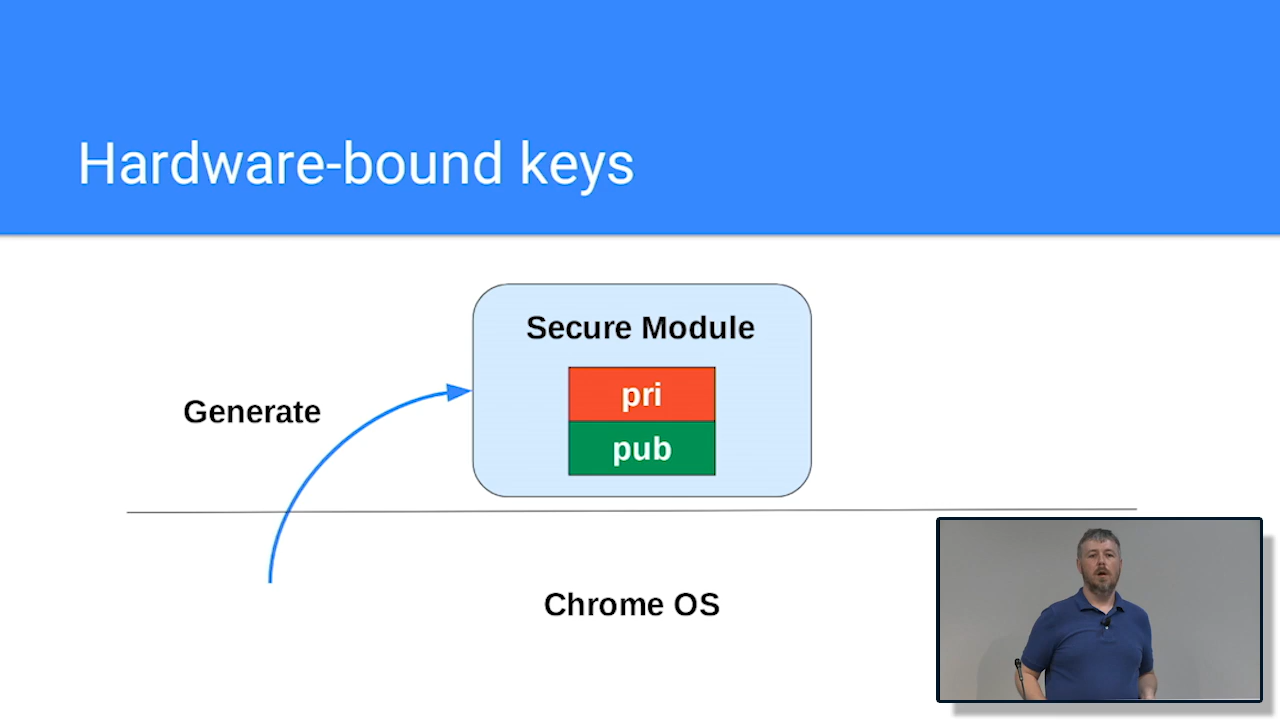 Hardware-bound keys
Secure Module
pri
pub
Generate
Chrome OS